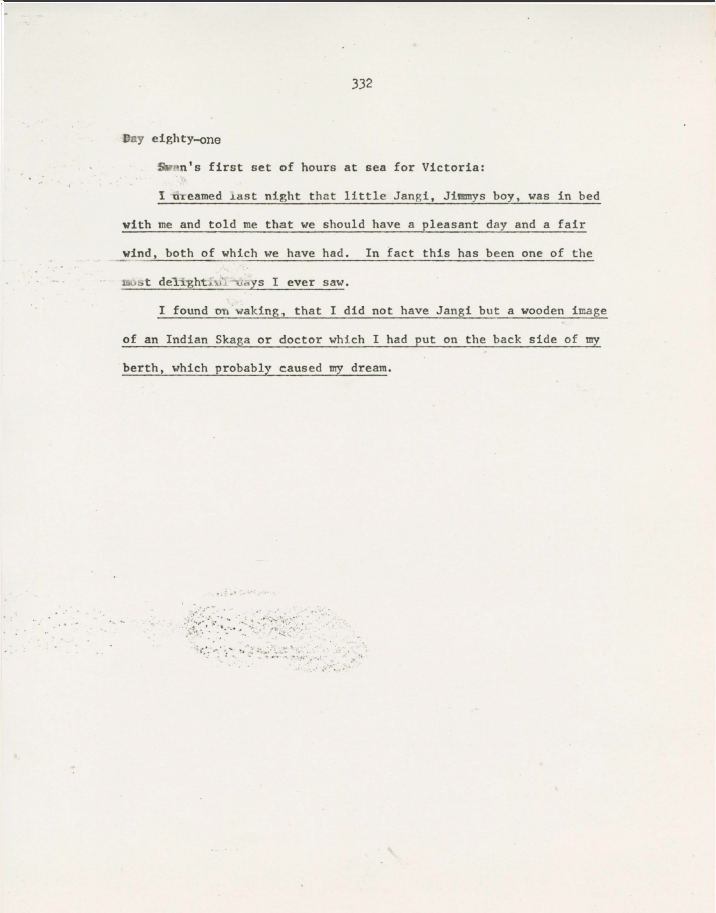 332
Day eighty-one
Swan's first set of hours at sea for Victoria:
I dreamed last night that little Jangi, Jimmys boy, was in bed
with me and told me that we should have a pleasant day and a fair
wind, both of which we have had. In fact this has been one of the
most delightful days I ever saw.
I found on waking, that I did not have Jangi but a wooden image
of an Indian Skaga or doctor which I had put on the back side of my
berth, which probably caused my dream.